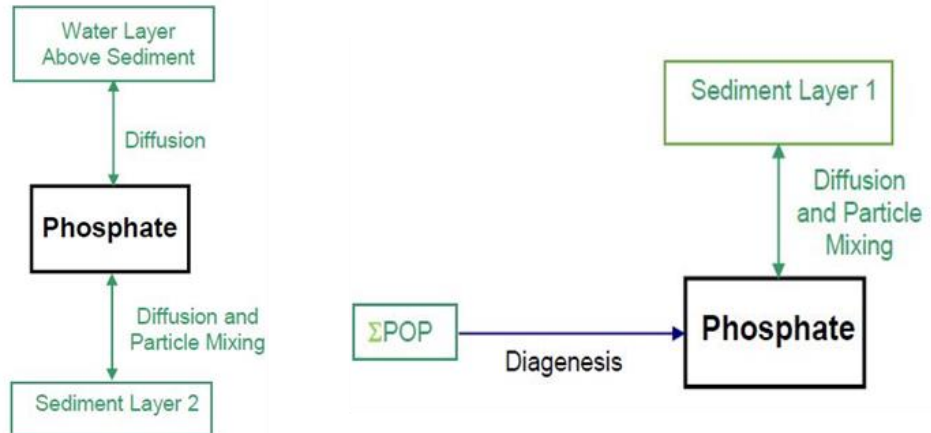 Water Layer
Above Sediment
Diffusion
Phosphate
Diffusion and
Particle Mixing
Sediment Layer 2
Sediment Layer 1
Diffusion
and Particle
Mixing
ΣPOP
Diagenesis
Phosphate